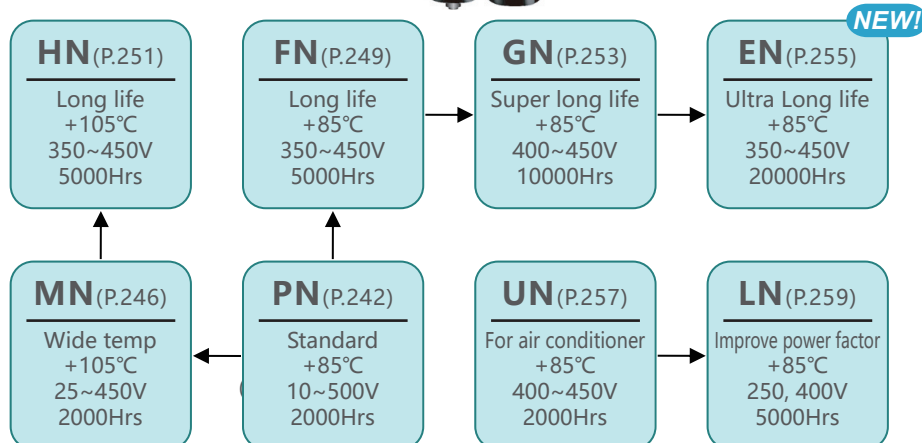 NEW!
HN(P.251)
Long life
+105℃
350~450V
5000Hrs
FN(P.249)
Long life
+85℃
350~450V
5000Hrs
GN(P.253)
Super long life
+85℃
400~450V
10000Hrs
EN(P.255)
Ultra Long life
+85℃
350~450V
20000Hrs
MN(P.246)
Wide temp
+105℃
25~450V
2000Hrs
PN(P.242)
Standard
+85℃
10~500V
2000Hrs
UN(P.257)
For air conditioner
+85℃
400~450V
2000Hrs
LN(P.259)
Improve power factor
+85℃
250, 400V
5000Hrs